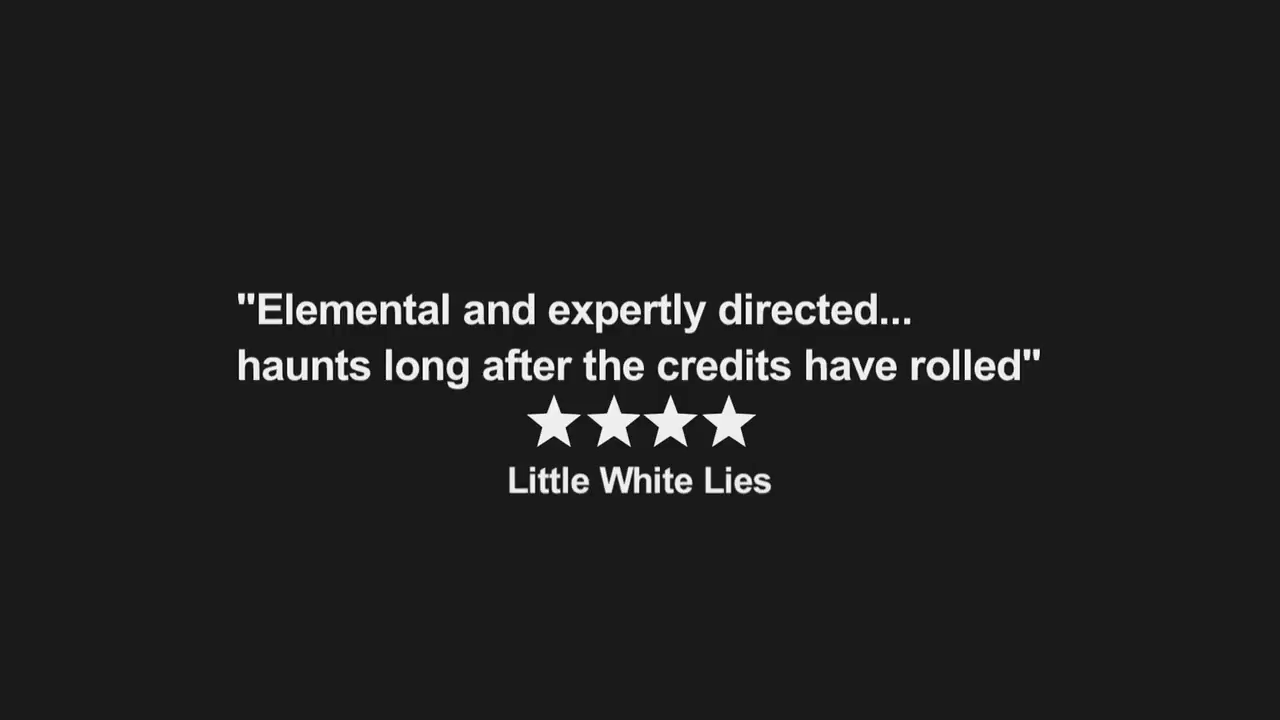 "Elemental and expertly directed...
haunts long after the credits have rolled"
★★★★
Little White Lies